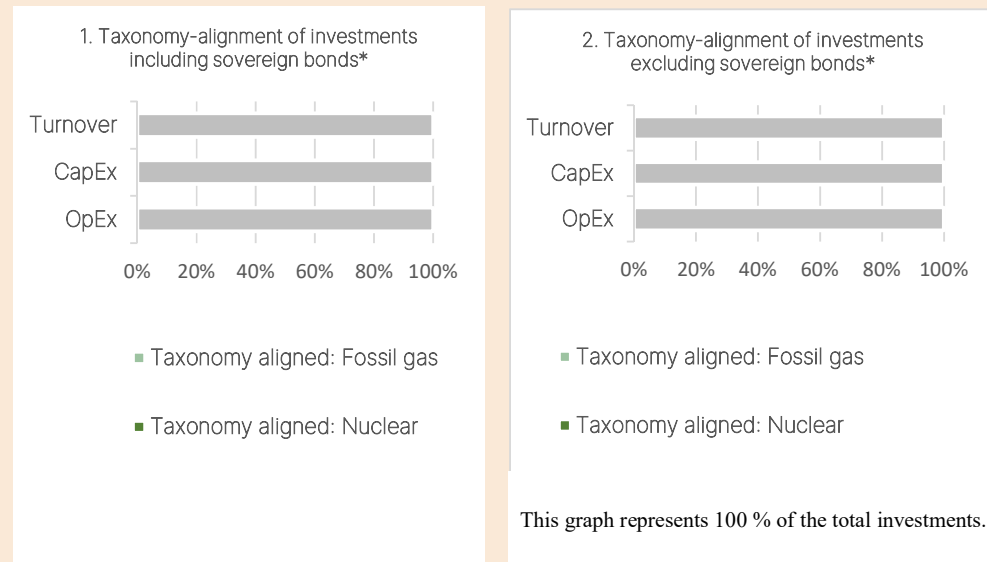 1. Taxonomy-alignment of investments
including sovereign bonds*
Turnover
CapEx
OpEx
0% 20% 40% 60% 80% 100%
Taxonomy aligned: Fossil gas
Taxonomy aligned: Nuclear
2. Taxonomy-alignment of investments
excluding sovereign bonds*
Turnover
CapEx
OpEx
0% 20% 40% 60% 80% 100%
Taxonomy aligned: Fossil gas
Taxonomy aligned: Nuclear
This graph represents 100 % of the total investments.